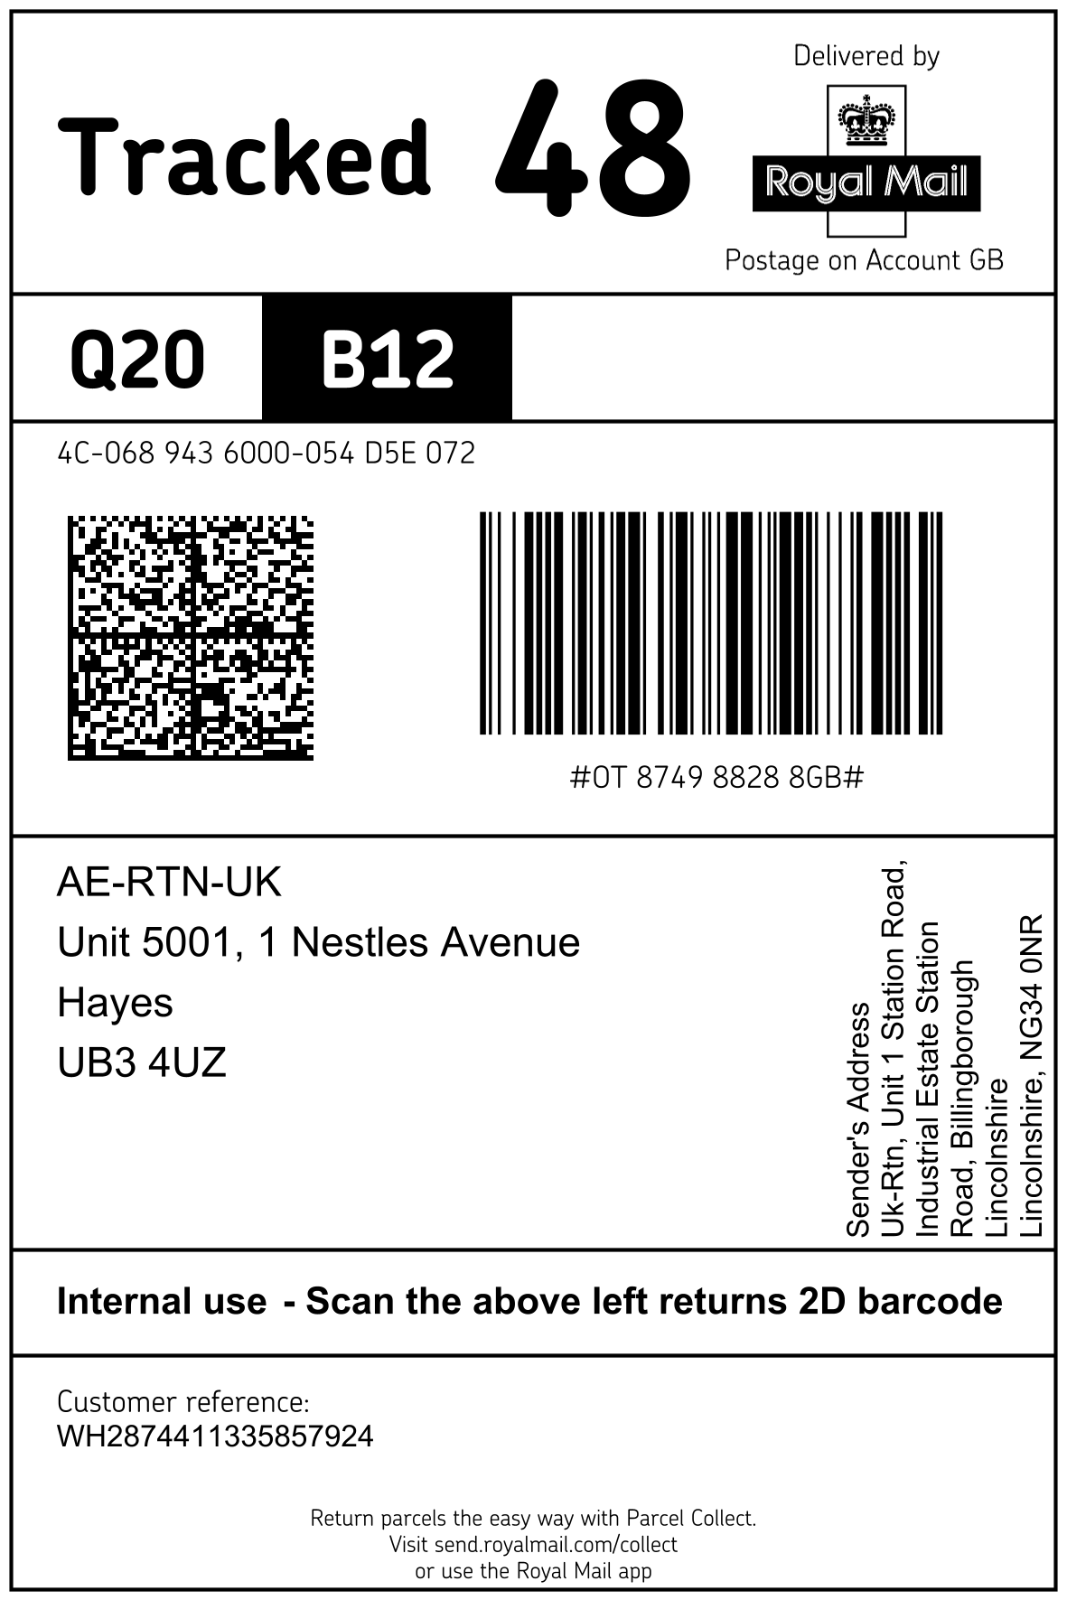 Delivered by
Tracked 48
Royal Mail
Postage on Account GB
Q20
B12
4C-068 943 6000-054 D5E 072
#OT 8749 8828 8GB#
AE-RTN-UK
Unit 5001, 1 Nestles Avenue
Hayes
UB3 4UZ
Sender's Address
Uk-Rtn, Unit 1 Station Road,
Industrial Estate Station
Road, Billingborough
Lincolnshire
Lincolnshire, NG34 0NR
Internal use - Scan the above left returns 2D barcode
Customer reference:
WH2874411335857924
Return parcels the easy way with Parcel Collect.
Visit send.royalmail.com/collect
or use the Royal Mail app